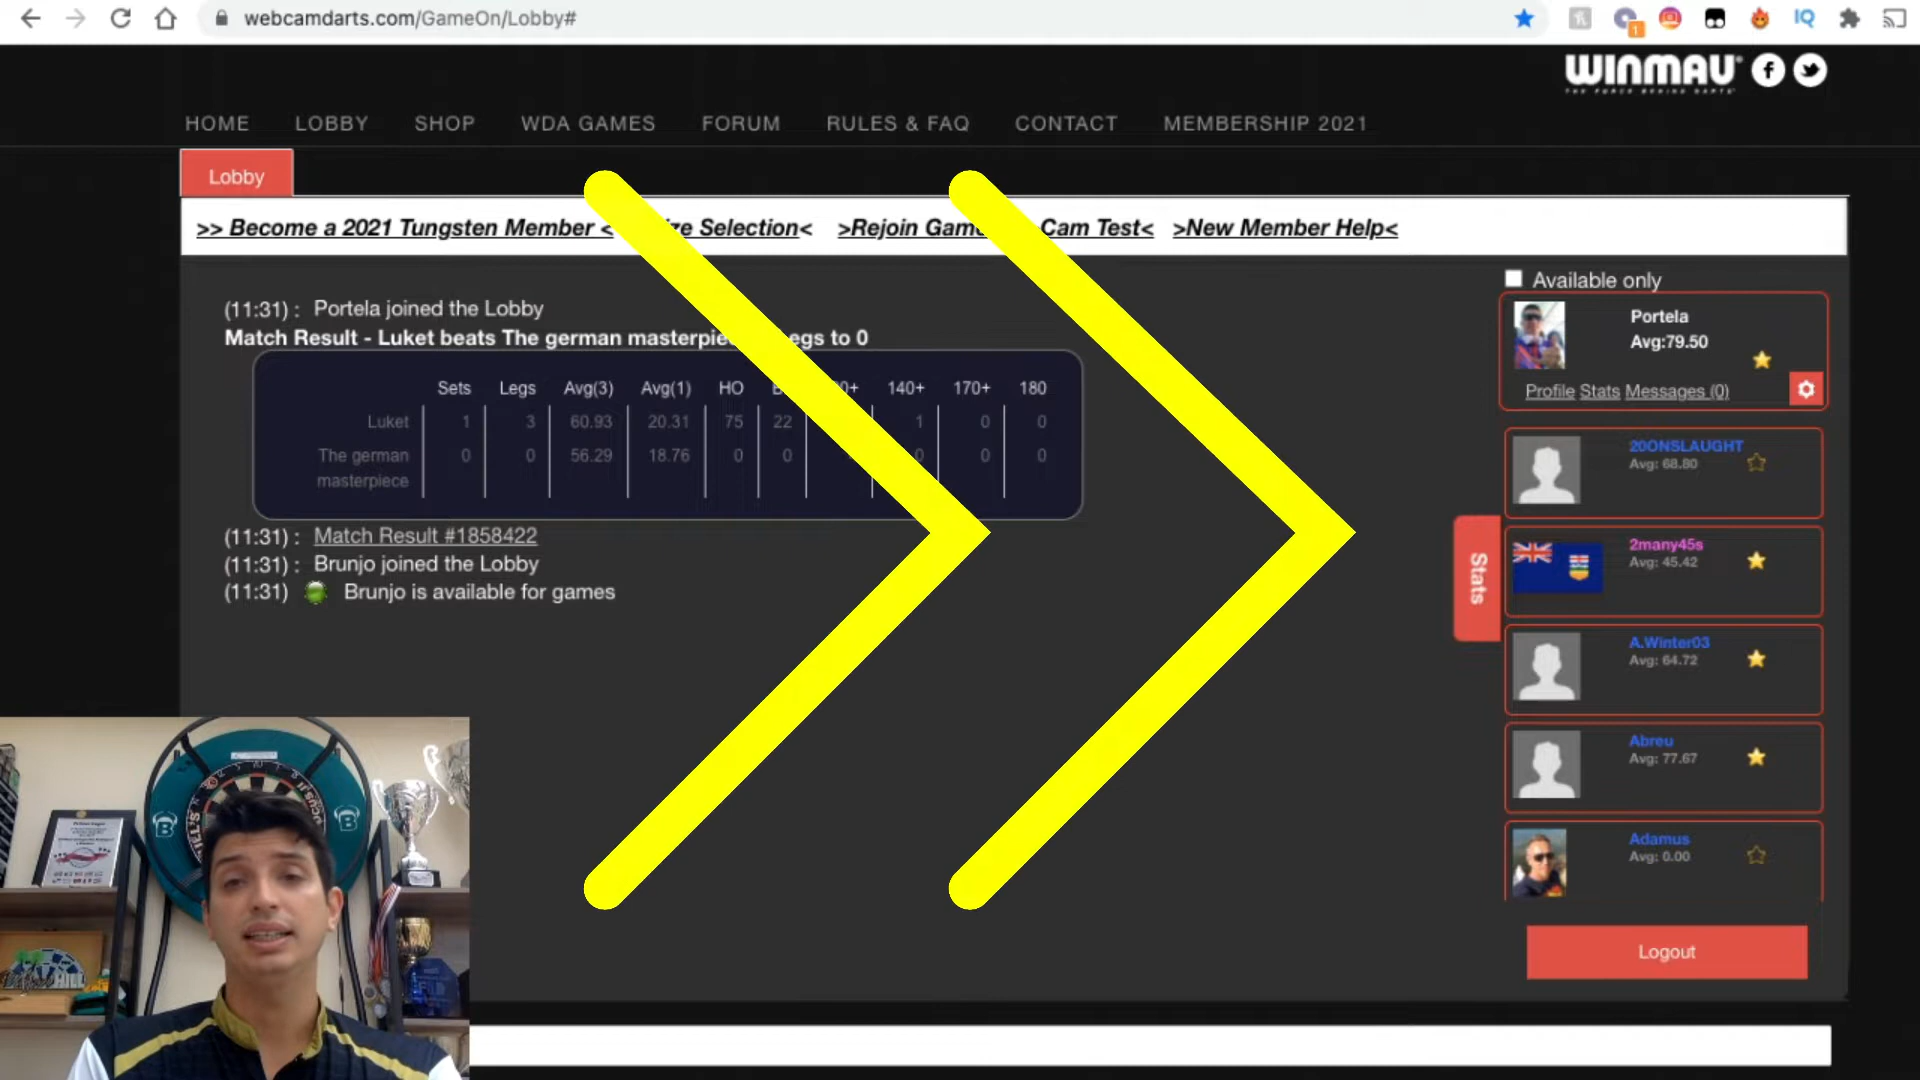 webcamdarts.com/GameOn/Lobby#
1
IQ
WINMAU
HOME LOBBY SHOP WDA GAMES FORUM RULES & FAQ CONTACT MEMBERSHIP 2021
Lobby
>> Become a 2021 Tungsten Member < Selection< >Rejoin Cam Test< >New Member Help<
Available only
(11:31) : Portela joined the Lobby
Match Result - Luket beats The german to 0
Sets Legs Avg(3) Avg(1) HO 140+ 170+ 180
Luket 1 3 60.93 20.31 75 22 1 0 0
The german masterpiece 0 0 56.29 18.76 0 0 0 0 0
(11:31) : Match Result #1858422
(11:31) : Brunjo joined the Lobby
(11:31) Brunjo is available for games
Portela
Avg:79.50
Profile Stats Messages (0)
20ONSLAUGHT
Avg: 68.80
2many45s
Avg: 45.42
Stats
A.Winter03
Avg: 64.72
Abreu
Avg: 77.67
Adamus
Avg: 0.00
Logout